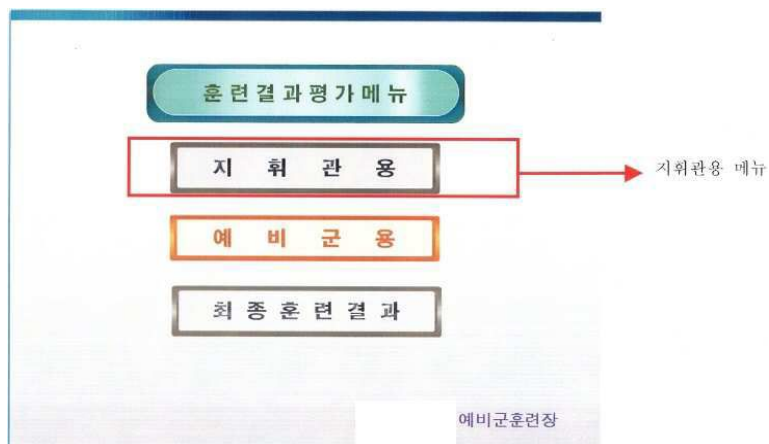 훈련결과평가메뉴
지 휘 관 용
지휘관용 메뉴
예 비 군 용
최종훈련결과
예비군훈련장